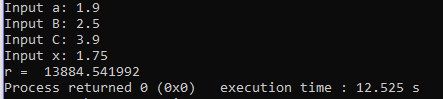 Input a: 1.9
Input B: 2.5
Input C: 3.9
Input x: 1.75
r =  13884.541992
Process returned 0 (0x0)   execution time : 12.525 s